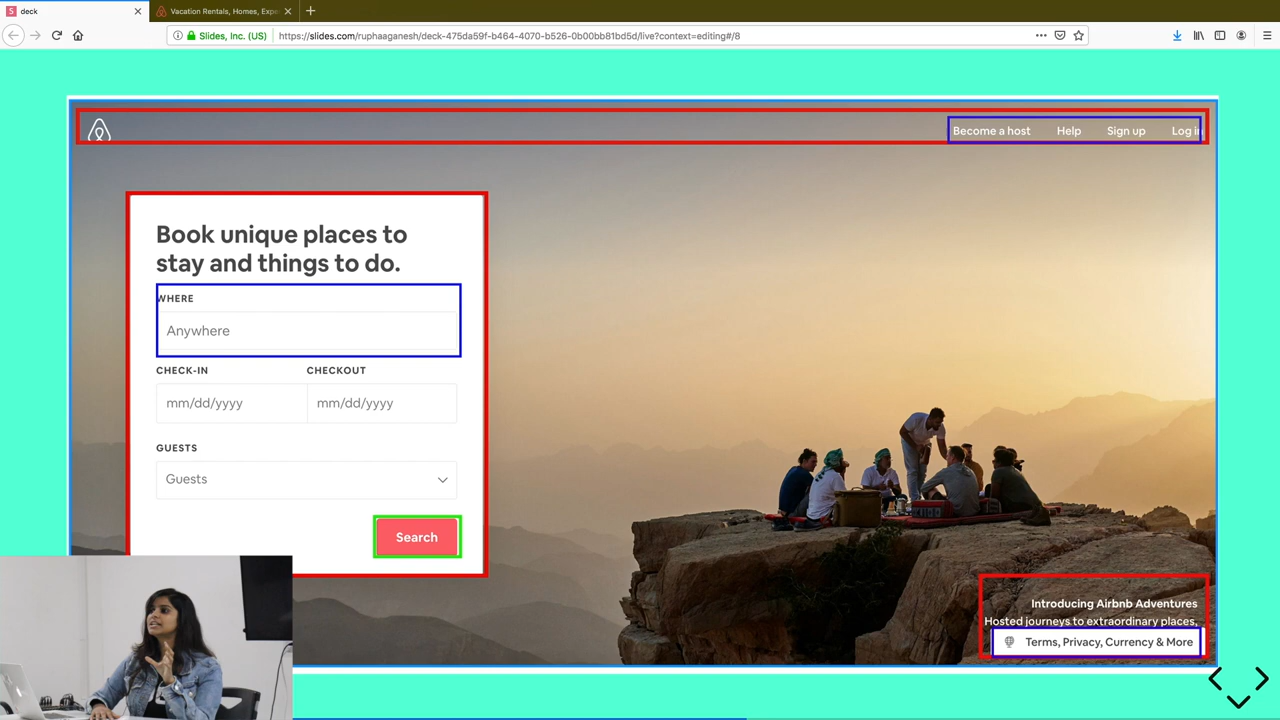 deck
Vacation Rentals, Homes, Expe
Slides, Inc. (US)
https://slides.com/ruphaaganesh/deck-475da59f-b464-4070-b526-0b00bb81bd5d/live?context=editing#/8
Become a host
Help
Sign up
Log in
Book unique places to
stay and things to do.
WHERE
Anywhere
CHECK-IN
CHECKOUT
mm/dd/yyyy
mm/dd/yyyy
GUESTS
Guests
Search
Introducing Airbnb Adventures
Hosted journeys to extraordinary places,
Terms, Privacy, Currency & More